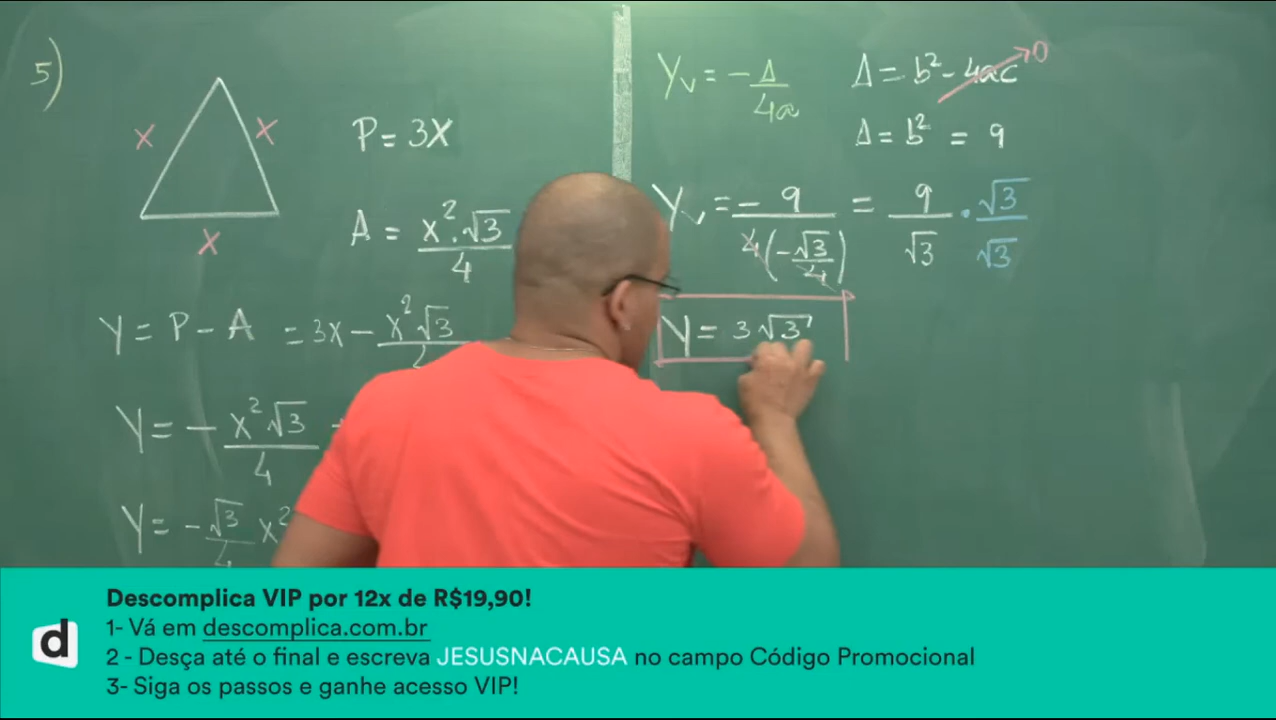 5)
x
x
x
P = 3X
A = x². √3 / 4
Y = P - A = 3x - x² √3
Y = - x² √3 / 4
Y = - √3 / 4 x²
Yv = - Δ / 4a
Δ = b² - 4ac → 0
Δ = b² = 9
Yv = - 9 / 4(- √3 / 4) = 9 / √3 . √3 / √3
Y = 3 √3
d
Descomplica VIP por 12x de R$19,90!
1- Vá em descomplica.com.br
2 - Desça até o final e escreva JESUSNACAUSA no campo Código Promocional
3- Siga os passos e ganhe acesso VIP!